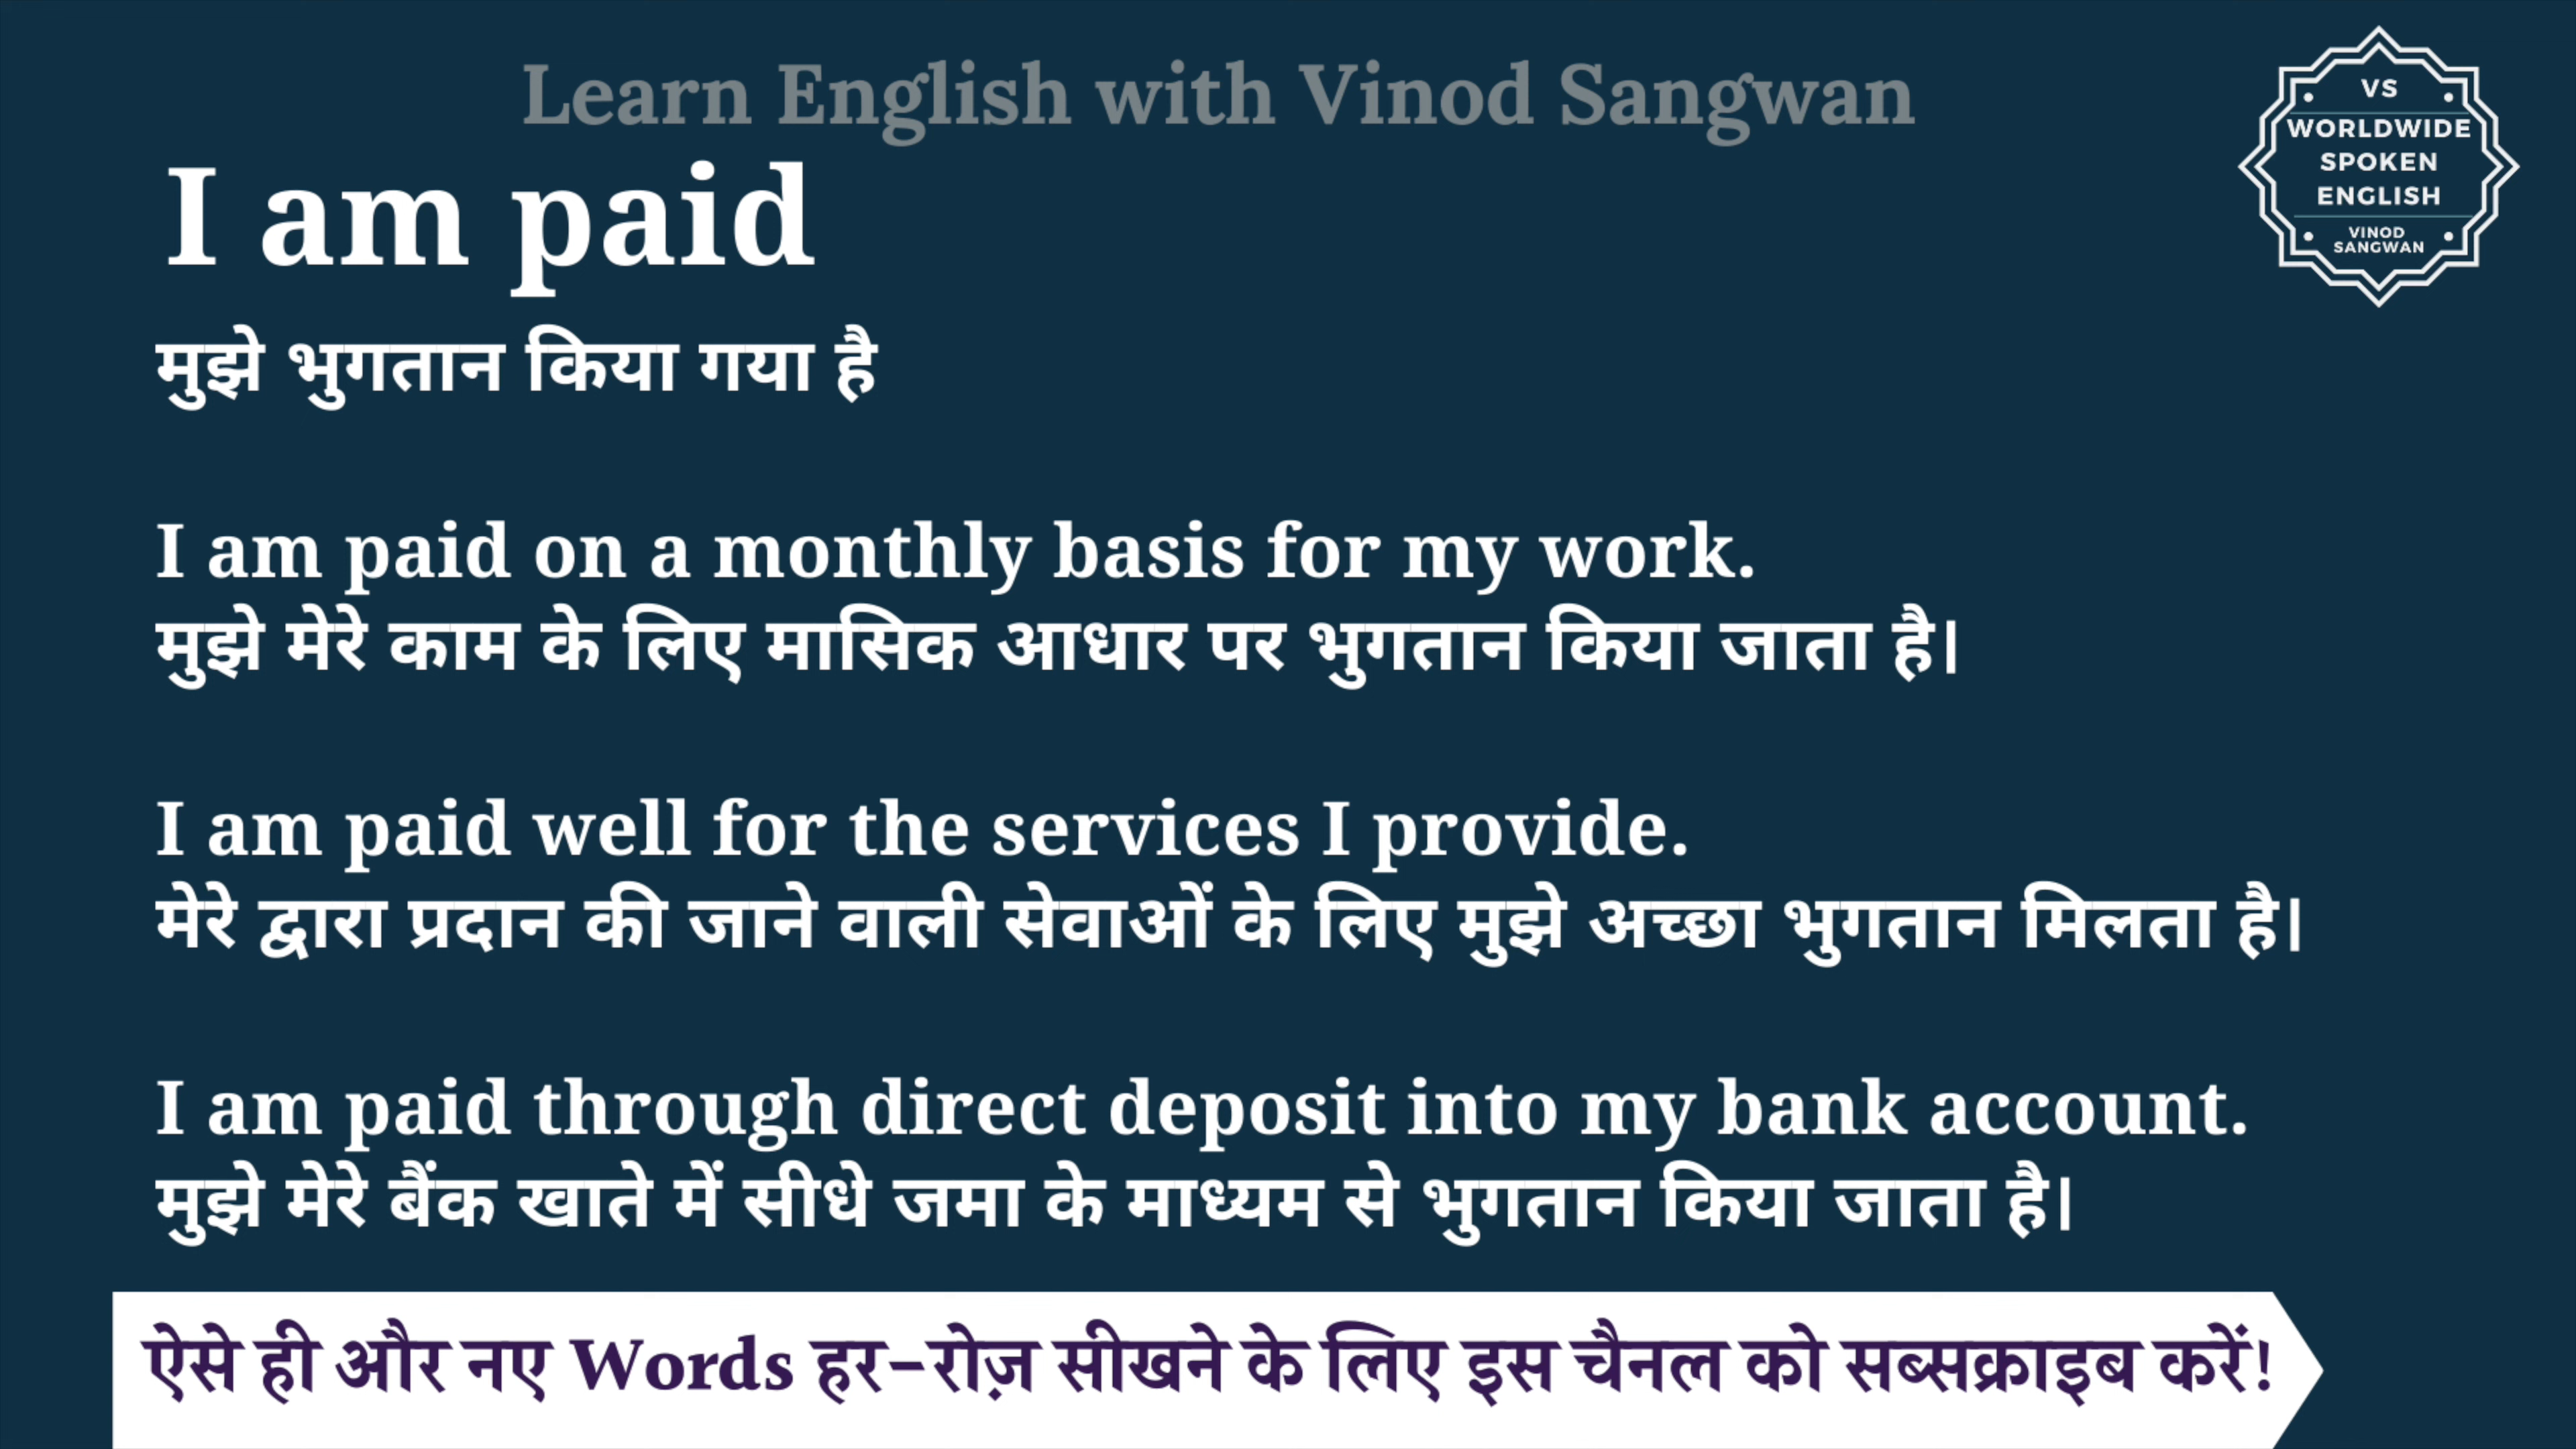 Learn English with Vinod Sangwan
VS
WORLDWIDE
SPOKEN
ENGLISH
VINOD
SANGWAN
I am paid
मुझे भुगतान किया गया है
I am paid on a monthly basis for my work.
मुझे मेरे काम के लिए मासिक आधार पर भुगतान किया जाता है।
I am paid well for the services I provide.
मेरे द्वारा प्रदान की जाने वाली सेवाओं के लिए मुझे अच्छा भुगतान मिलता है।
I am paid through direct deposit into my bank account.
मुझे मेरे बैंक खाते में सीधे जमा के माध्यम से भुगतान किया जाता है।
ऐसे ही और नए Words हर-रोज़ सीखने के लिए इस चैनल को सब्सक्राइब करें!